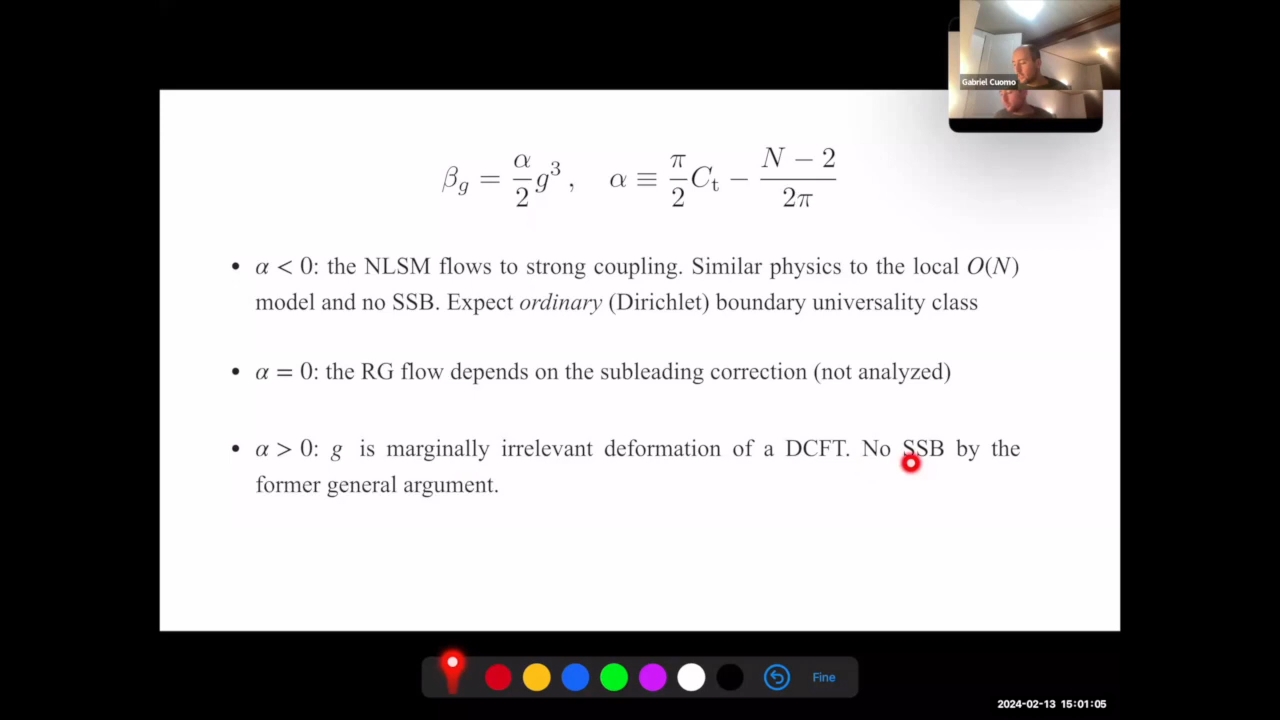 Gabriel Cuomo
β_g = α/2 g³ , α ≡ π/2 C_t − (N − 2)/(2π)
• α < 0: the NLSM flows to strong coupling. Similar physics to the local O(N)
model and no SSB. Expect ordinary (Dirichlet) boundary universality class
• α = 0: the RG flow depends on the subleading correction (not analyzed)
• α > 0: g is marginally irrelevant deformation of a DCFT. No SSB by the
former general argument.
Fine
2024-02-13 15:01:05